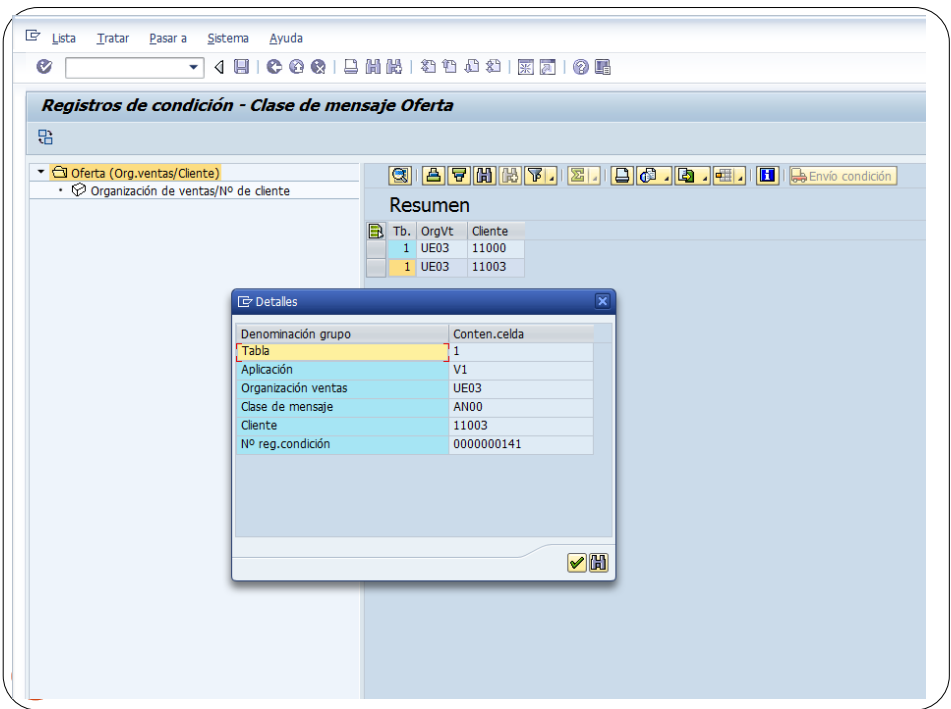 Lista Tratar Pasar a Sistema Ayuda
Registros de condición - Clase de mensaje Oferta
Oferta (Org.ventas/Cliente)
Organización de ventas/Nº de cliente
Envío condición
Resumen
Tb. OrgVt Cliente
1 UE03 11000
1 UE03 11003
Detalles
Denominación grupo Conten.celda
Tabla 1
Aplicación V1
Organización ventas UE03
Clase de mensaje AN00
Cliente 11003
Nº reg.condición 0000000141